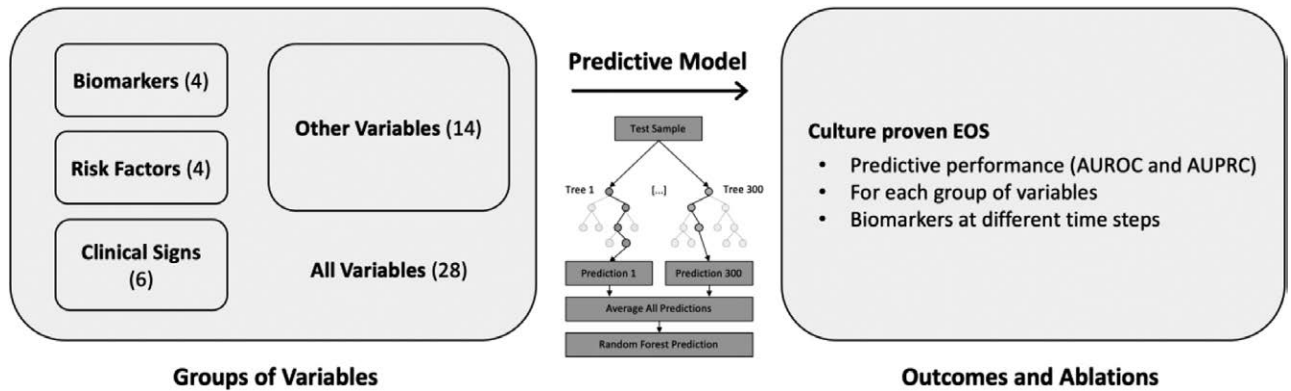 Biomarkers (4)
Risk Factors (4)
Clinical Signs
(6)
Other Variables (14)
All Variables (28)
Groups of Variables
Predictive Model
Test Sample
Tree 1
[...]
Tree 300
Prediction 1
Prediction 300
Average All Predictions
Random Forest Prediction
Culture proven EOS
• Predictive performance (AUROC and AUPRC)
• For each group of variables
• Biomarkers at different time steps
Outcomes and Ablations